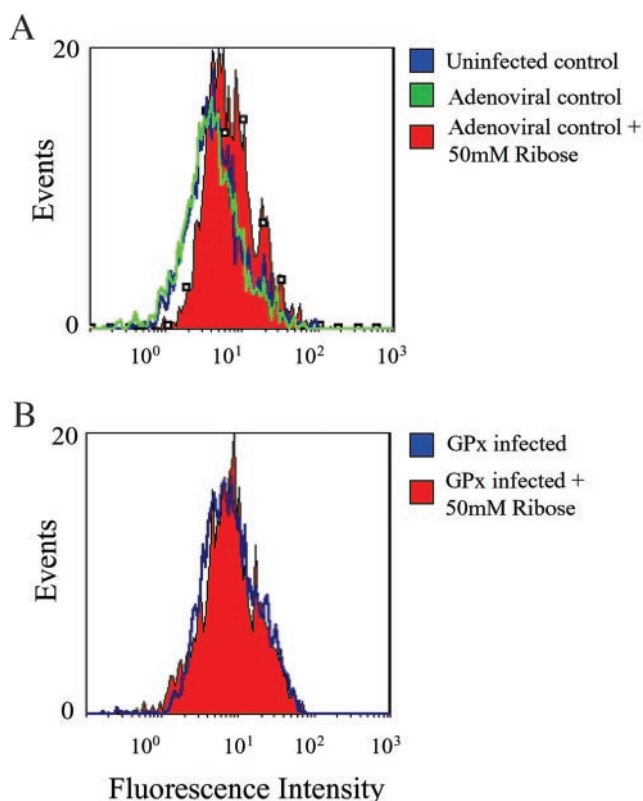 A
20
Events
0
10⁰
10¹
10²
10³
Uninfected control
Adenoviral control
Adenoviral control +
50mM Ribose
B
20
Events
0
10⁰
10¹
10²
10³
Fluorescence Intensity
GPx infected
GPx infected +
50mM Ribose